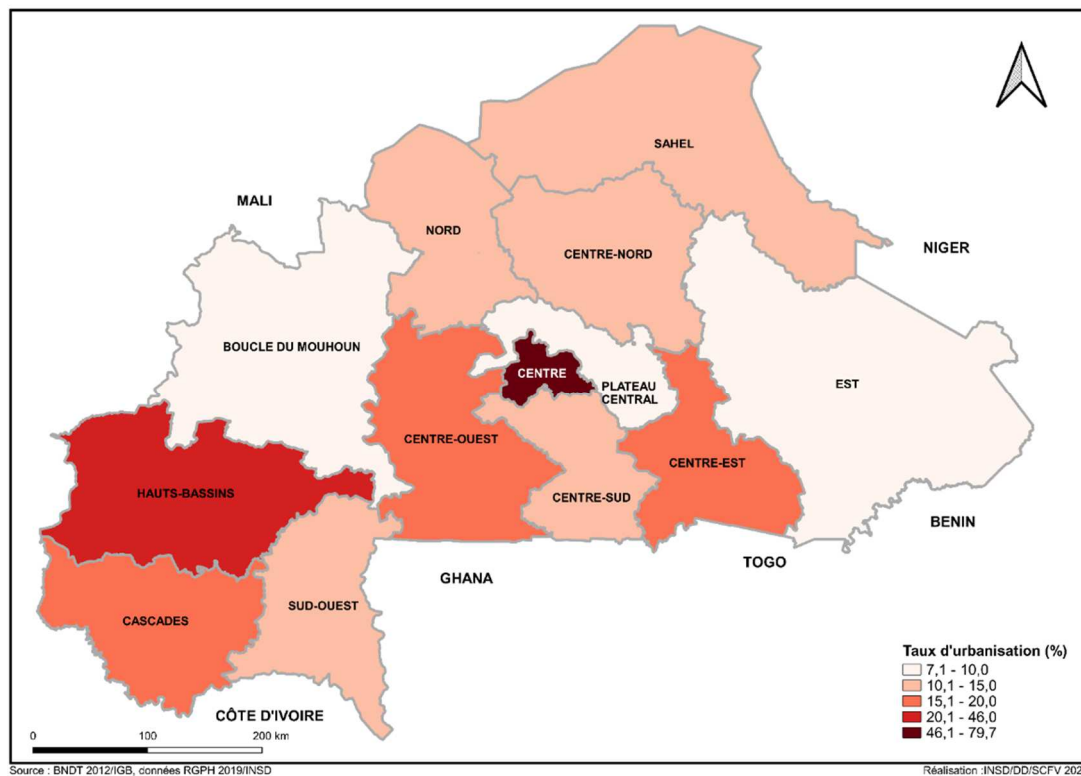 SAHEL
MALI
NORD
NIGER
CENTRE-NORD
BOUCLE DU MOUHOUN
CENTRE
PLATEAU
CENTRAL
EST
CENTRE-OUEST
CENTRE-EST
HAUTS-BASSINS
CENTRE-SUD
BENIN
TOGO
GHANA
SUD-OUEST
CASCADES
CÔTE D'IVOIRE
Taux d'urbanisation (%)
7,1 - 10,0
10,1 - 15,0
15,1 - 20,0
20,1 - 46,0
46,1 - 79,7
0 100 200 km
Source : BNDT 2012/IGB, données RGPH 2019/INSD
Réalisation :INSD/DD/SCFV 202